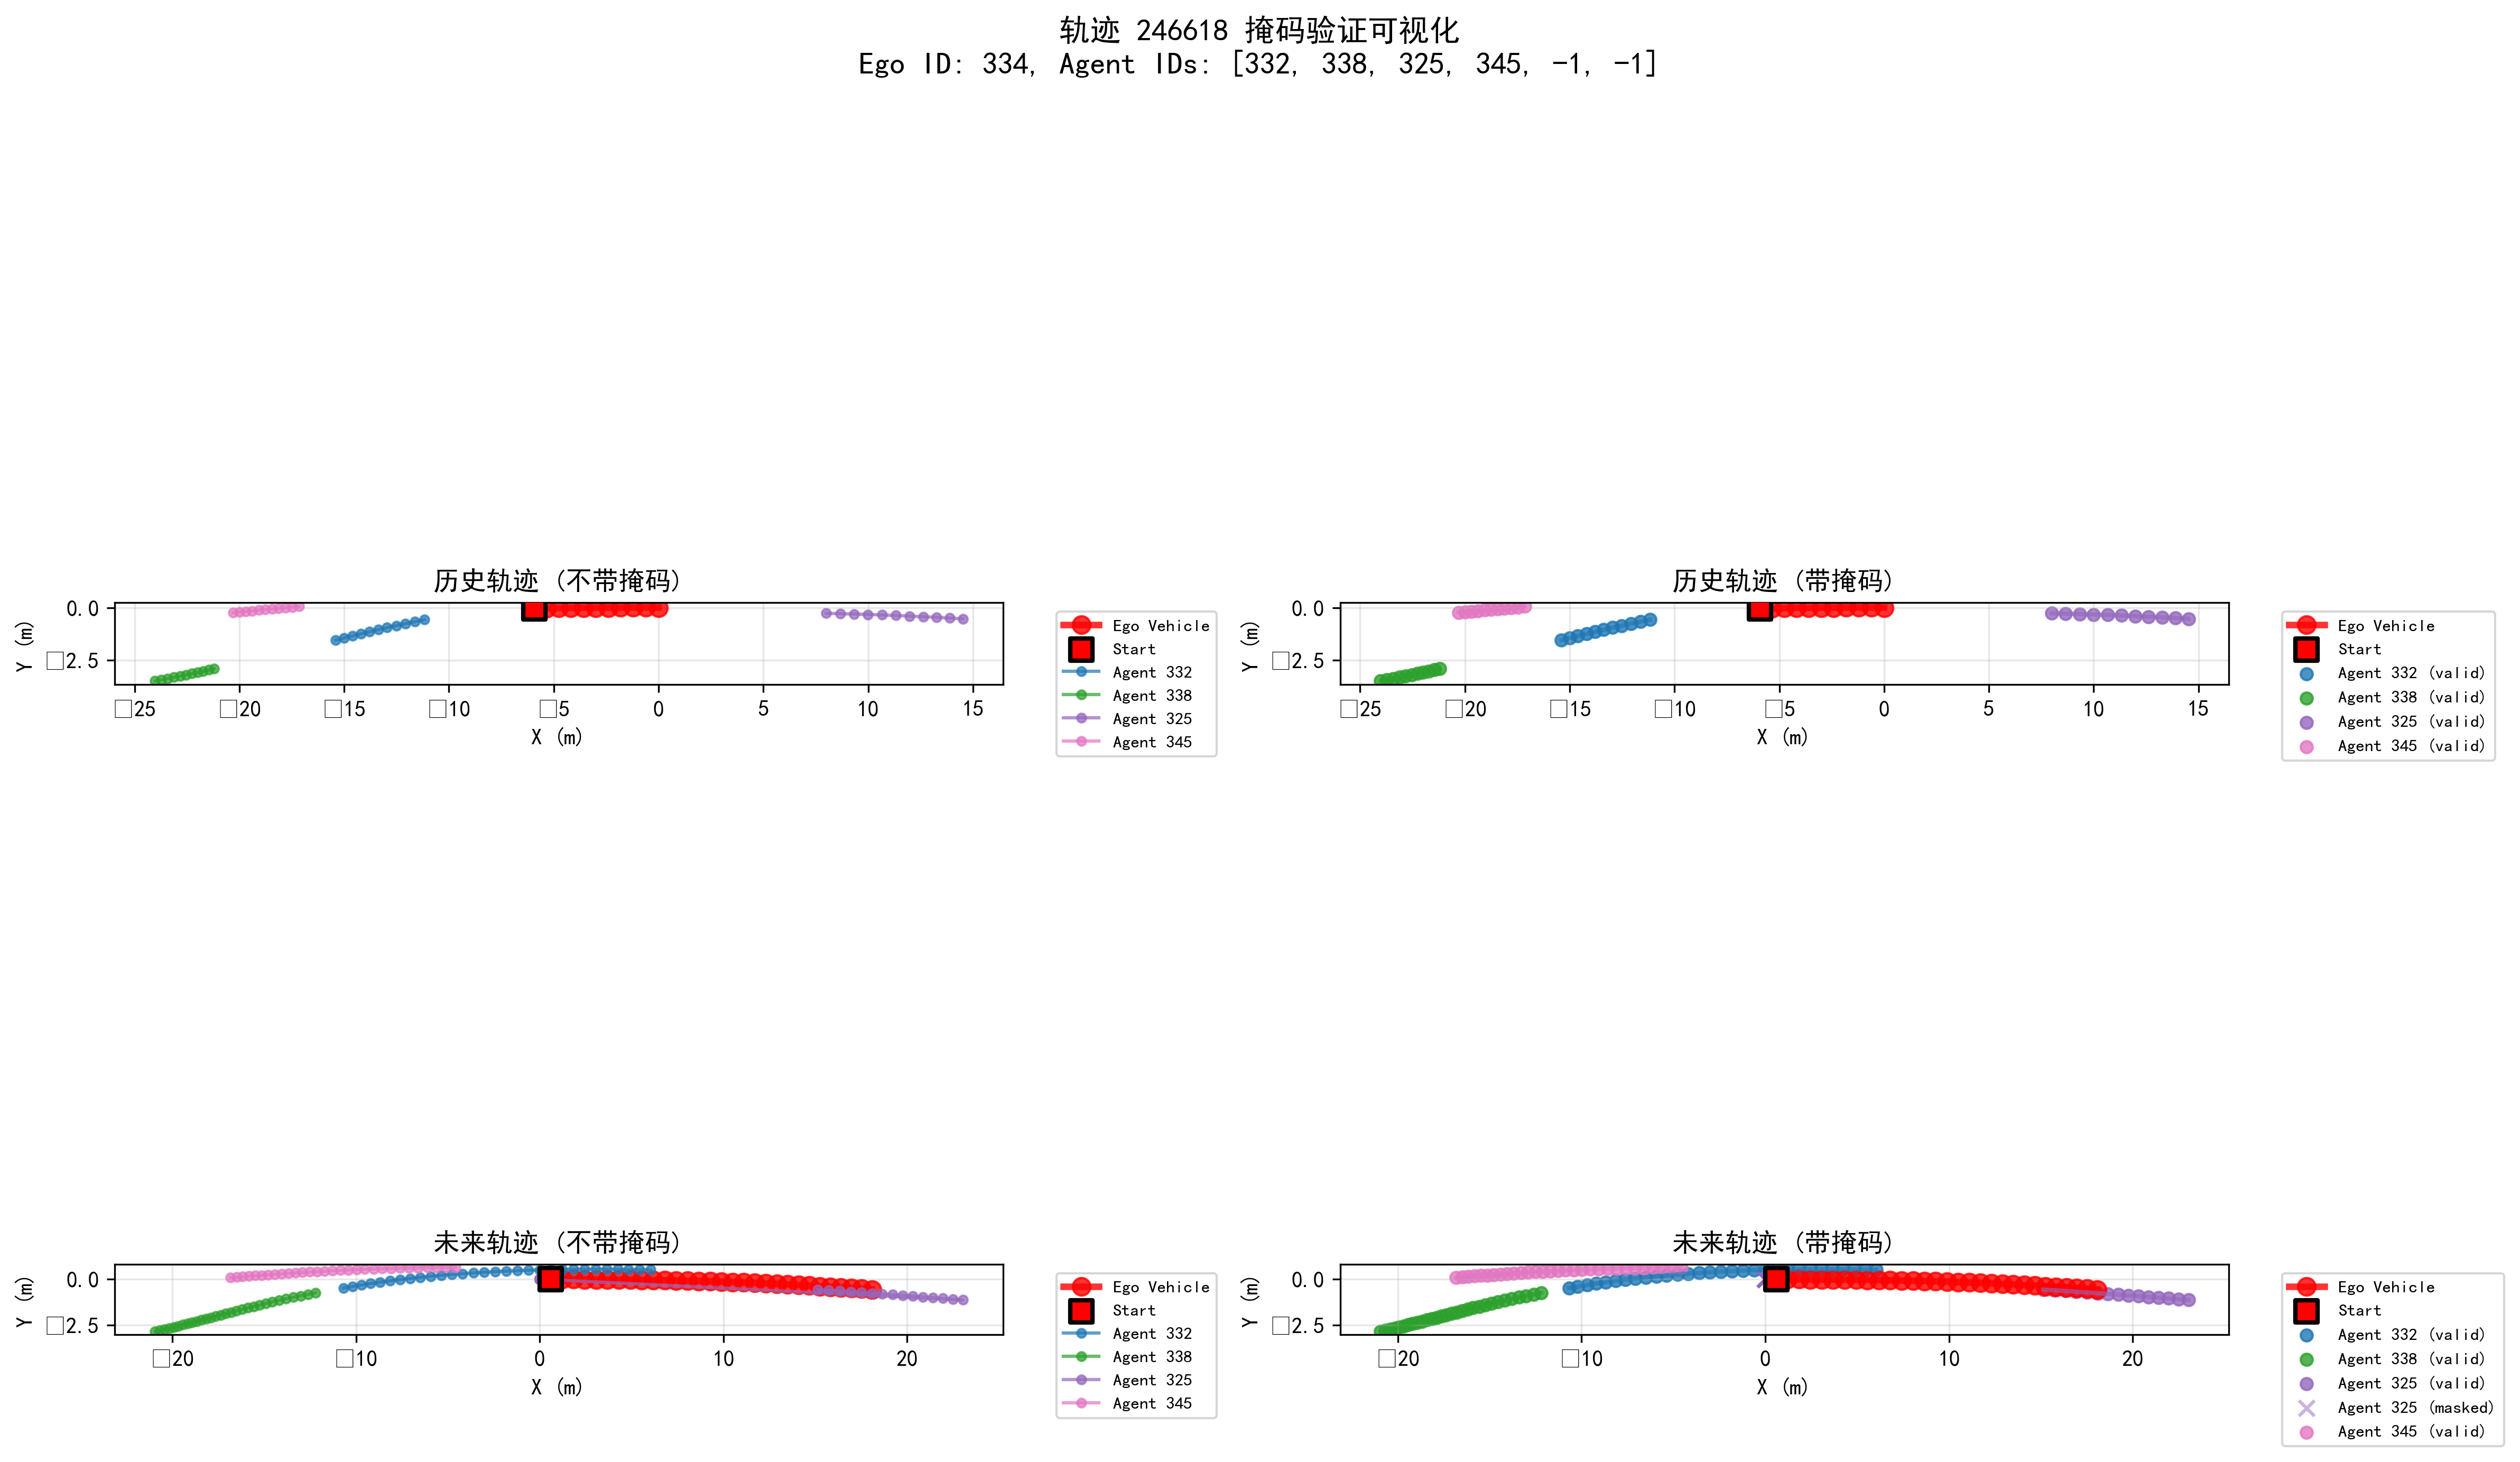 轨迹 246618 掩码验证可视化
Ego ID: 334, Agent IDs: [332, 338, 325, 345, −1, −1]
历史轨迹 (不带掩码)
0.0
□2.5
Y (m)
□25 □20 □15 □10 □5 0 5 10 15
X (m)
Ego Vehicle
Start
Agent 332
Agent 338
Agent 325
Agent 345
历史轨迹 (带掩码)
0.0
□2.5
Y (m)
□25 □20 □15 □10 □5 0 5 10 15
X (m)
Ego Vehicle
Start
Agent 332 (valid)
Agent 338 (valid)
Agent 325 (valid)
Agent 345 (valid)
未来轨迹 (不带掩码)
0.0
□2.5
Y (m)
□20 □10 0 10 20
X (m)
Ego Vehicle
Start
Agent 332
Agent 338
Agent 325
Agent 345
未来轨迹 (带掩码)
0.0
□2.5
Y (m)
□20 □10 0 10 20
X (m)
Ego Vehicle
Start
Agent 332 (valid)
Agent 338 (valid)
Agent 325 (valid)
Agent 325 (masked)
Agent 345 (valid)